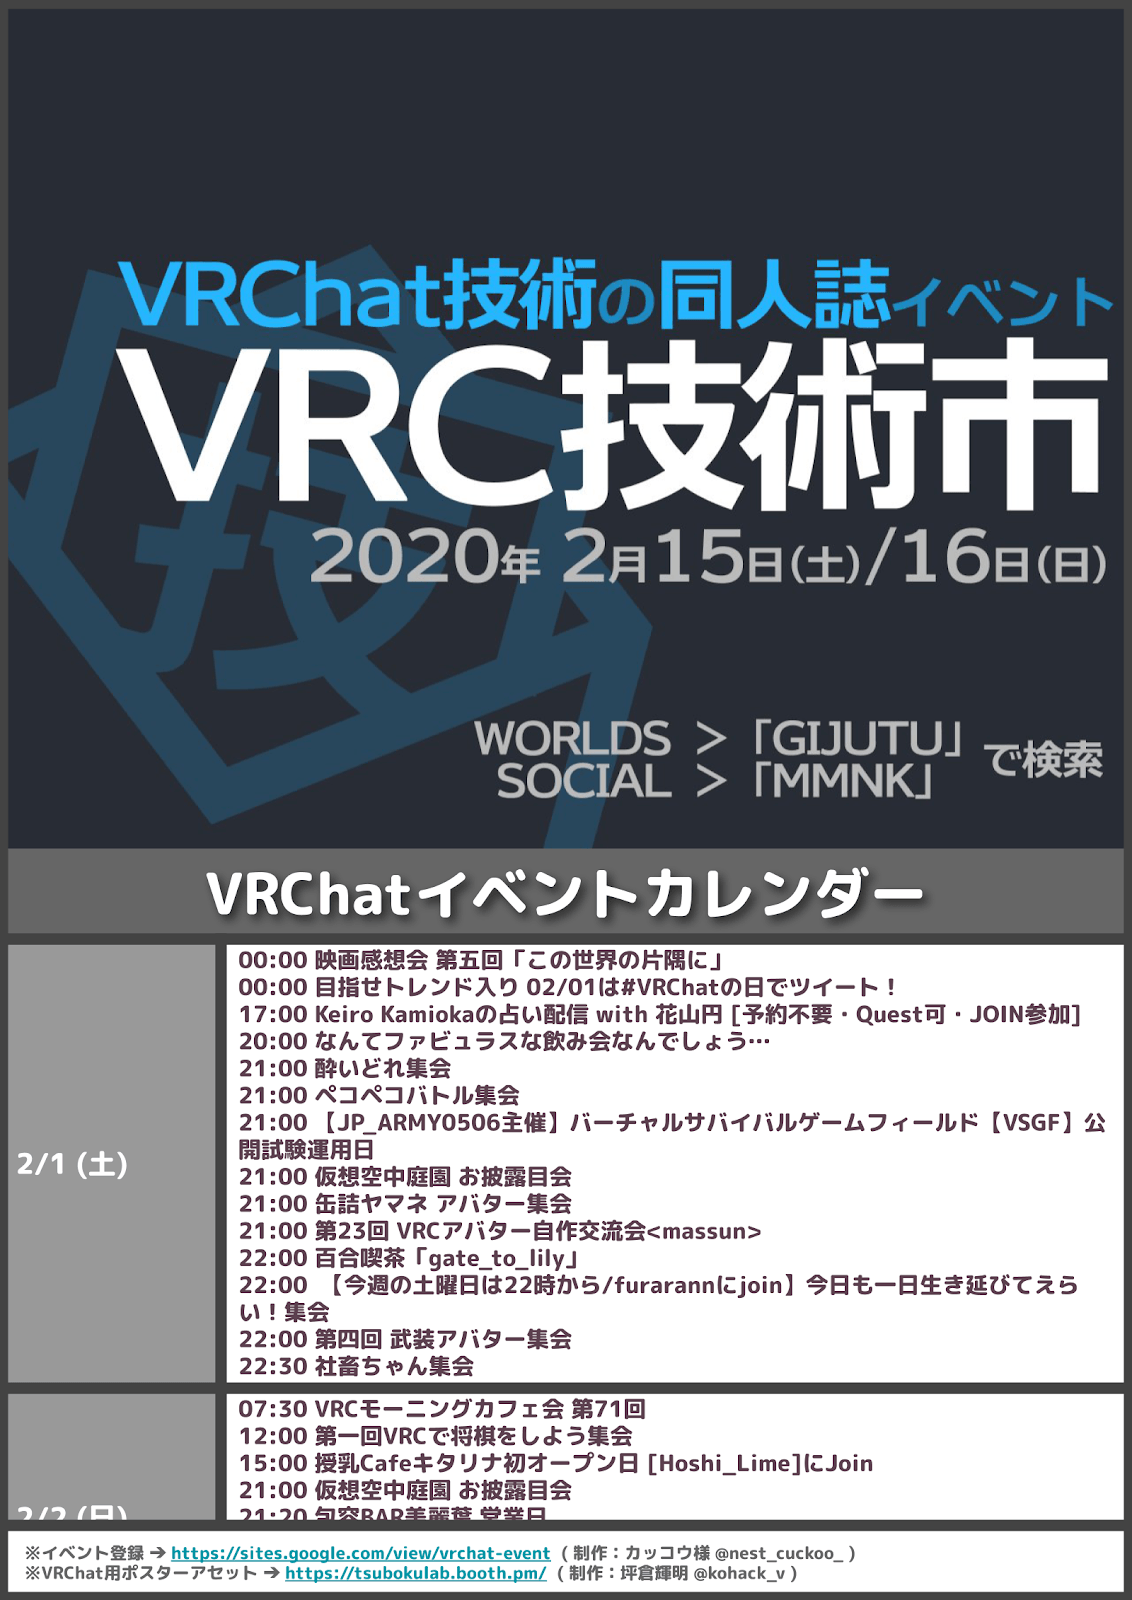 VRChat技術の同人誌イベント
VRC技術市
2020年 2月15日(土)/16日(日)
WORLDS >「GIJUTU」
SOCIAL >「MMNK」
で検索
VRChatイベントカレンダー
2/1 (土)
00:00 映画感想会 第五回「この世界の片隅に」
00:00 目指せトレンド入り 02/01は#VRChatの日でツイート！
17:00 Keiro Kamiokaの占い配信 with 花山円 [予約不要・Quest可・JOIN参加]
20:00 なんてファビュラスな飲み会なんでしょう…
21:00 酔いどれ集会
21:00 ペコペコバトル集会
21:00 【JP_ARMY0506主催】バーチャルサバイバルゲームフィールド【VSGF】公
開試験運用日
21:00 仮想空中庭園 お披露目会
21:00 缶詰ヤマネ アバター集会
21:00 第23回 VRCアバター自作交流会<massun>
22:00 百合喫茶「gate_to_lily」
22:00 【今週の土曜日は22時から/furarannにjoin】今日も一日生き延びてえら
い！集会
22:00 第四回 武装アバター集会
22:30 社畜ちゃん集会
2/2 (日)
07:30 VRCモーニングカフェ会 第71回
12:00 第一回VRCで将棋をしよう集会
15:00 授乳Cafeキタリナ初オープン日 [Hoshi_Lime]にJoin
21:00 仮想空中庭園 お披露目会
21:20 包容BAR美麗葉 営業日
※イベント登録 → https://sites.google.com/view/vrchat-event ( 制作：カッコウ様 @nest_cuckoo_ )
※VRChat用ポスターアセット → https://tsubokulab.booth.pm/ ( 制作：坪倉輝明 @kohack_v )